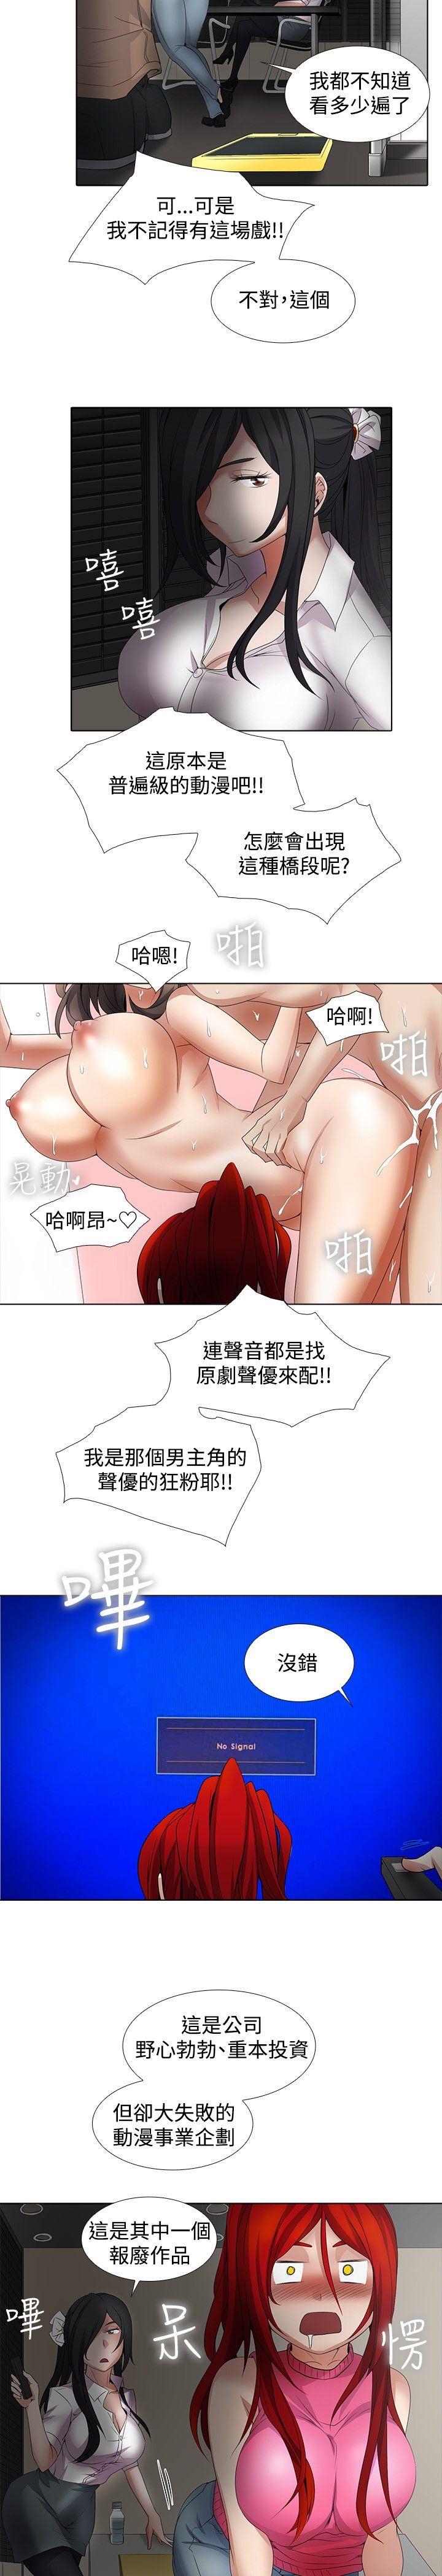 我都不知道
看多少遍了
可...可是
我不記得有這場戲!!
不對,這個
嘻
嘻
這原本是
普遍級的動漫吧!!
怎麼會出現
這種橋段呢?
啪
哈嗯!
哈啊!
啪
晃動
哈啊昂~♡
啪
連聲音都是找
原劇聲優來配!!
我是那個男主角的
聲優的狂粉耶!!
嗶
沒錯
No Signal
這是公司
野心勃勃、重本投資
但卻大失敗的
動漫事業企劃
這是其中一個
報廢作品
嗶
呆
愣